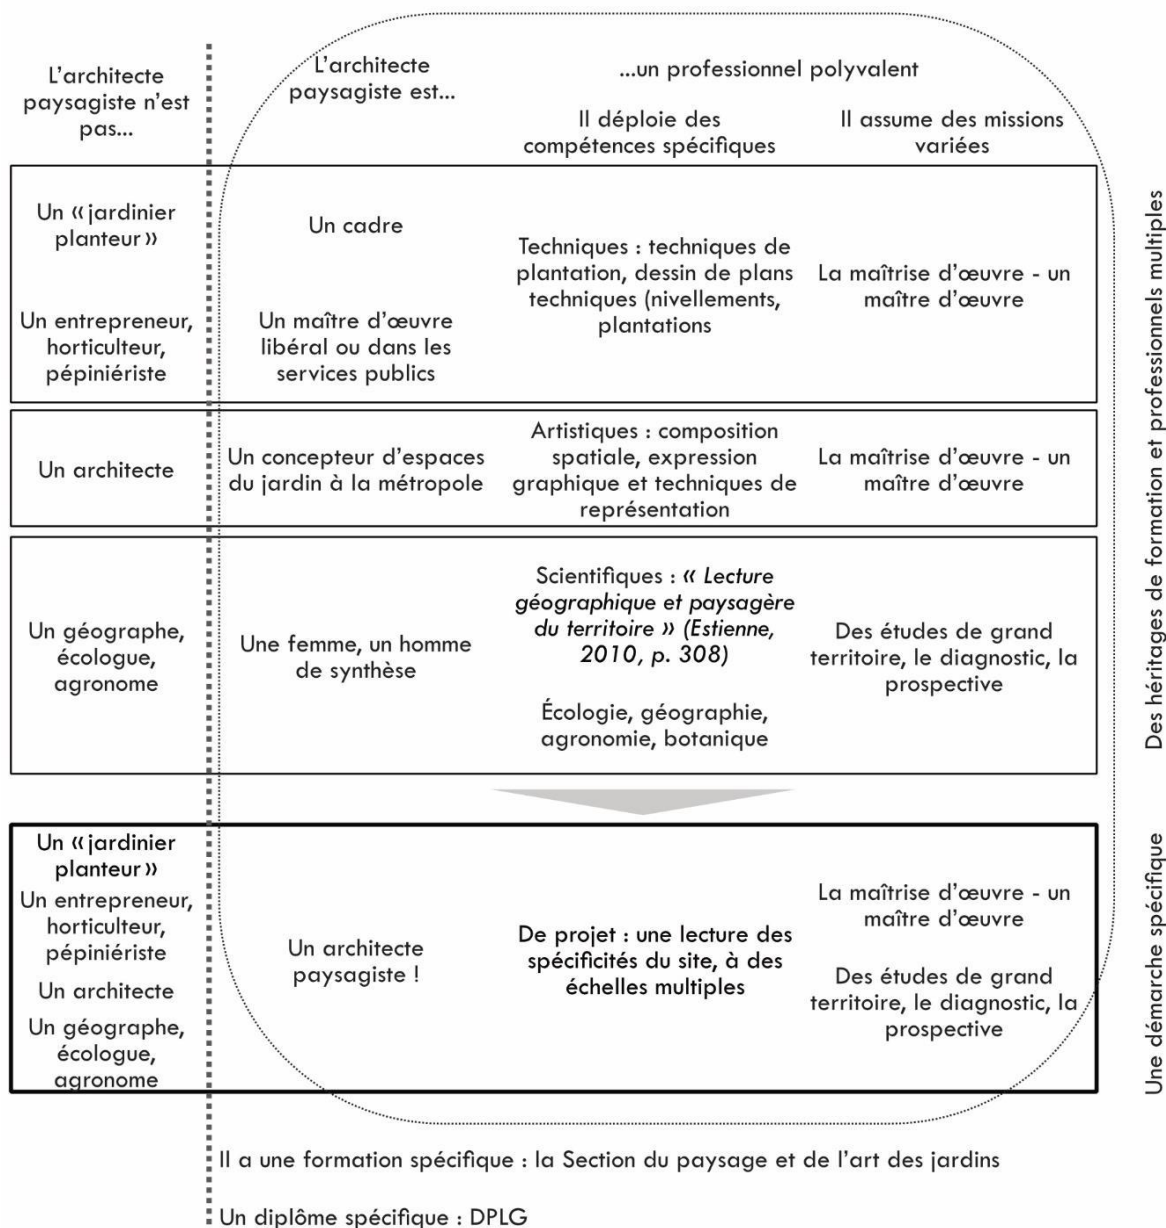 L'architecte
paysagiste n'est
pas...
L'architecte
paysagiste est...
...un professionnel polyvalent
Il déploie des
compétences spécifiques
Il assume des missions
variées
Un « jardinier
planteur »
Un entrepreneur,
horticulteur,
pépiniériste
Un cadre
Un maître d'œuvre
libéral ou dans les
services publics
Techniques : techniques de
plantation, dessin de plans
techniques (nivellements,
plantations
La maîtrise d'œuvre - un
maître d'œuvre
Un architecte
Un concepteur d'espaces
du jardin à la métropole
Artistiques : composition
spatiale, expression
graphique et techniques de
représentation
La maîtrise d'œuvre - un
maître d'œuvre
Un géographe,
écologue,
agronome
Une femme, un homme
de synthèse
Scientifiques : « Lecture
géographique et paysagère
du territoire » (Estienne,
2010, p. 308)
Écologie, géographie,
agronomie, botanique
Des études de grand
territoire, le diagnostic, la
prospective
Des héritages de formation et professionnels multiples
Un « jardinier
planteur »
Un entrepreneur,
horticulteur,
pépiniériste
Un architecte
Un géographe,
écologue,
agronome
Un architecte
paysagiste !
De projet : une lecture des
spécificités du site, à des
échelles multiples
La maîtrise d'œuvre - un
maître d'œuvre
Des études de grand
territoire, le diagnostic, la
prospective
Une démarche spécifique
Il a une formation spécifique : la Section du paysage et de l'art des jardins
Un diplôme spécifique : DPLG